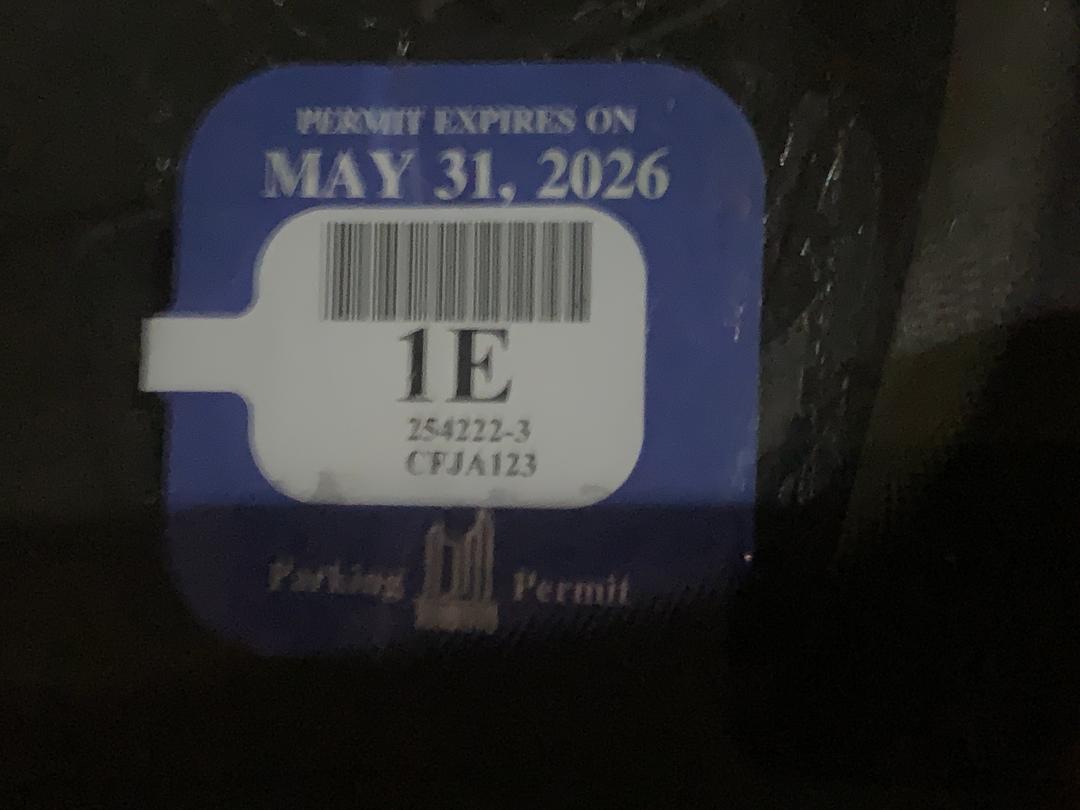 PERMIT EXPIRES ON
MAY 31, 2026
1E
254222-3
CFJA123
Parking Permit